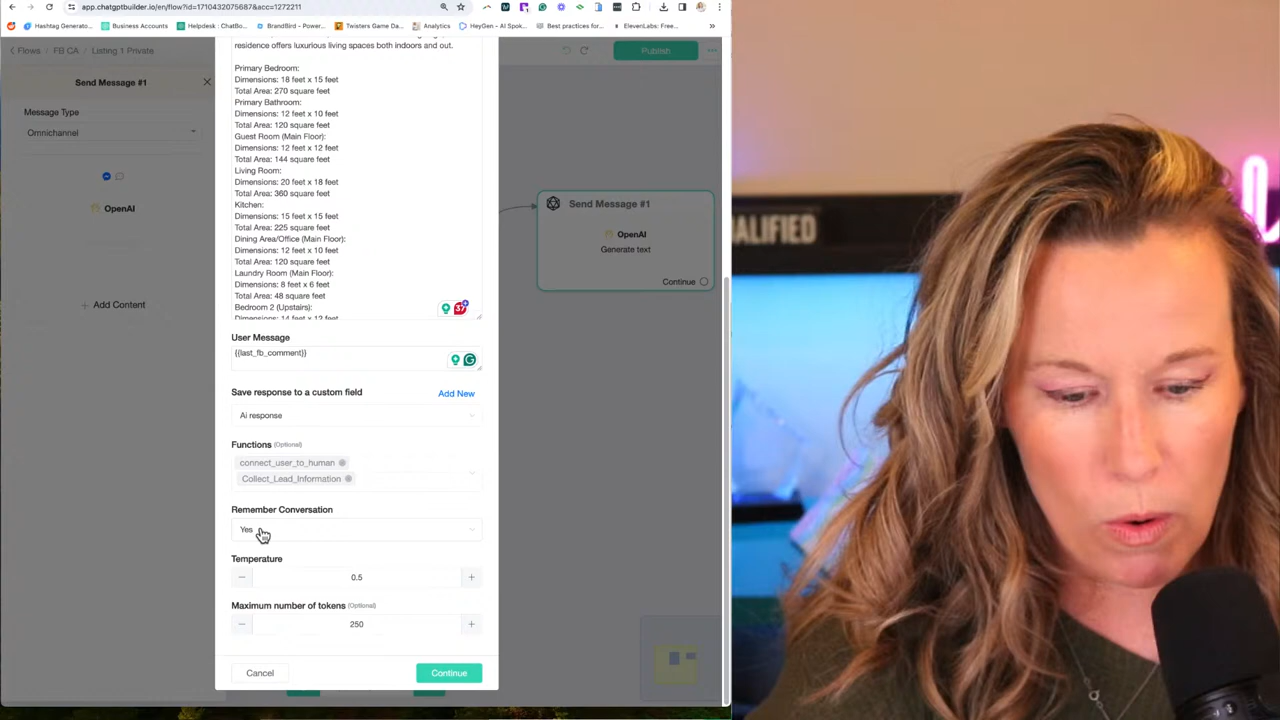 app.chatgptbuilder.io/en/flow?id=1710432075687&acc=1272211
Hashtag Generato...
Business Accounts
Helpdesk : ChatBo...
BrandBird – Power...
Twisters Game Da...
Analytics
HeyGen - AI Spok...
Best practices for...
ElevenLabs: Free...
Flows
FB CA
Listing 1 Private
Publish
Send Message #1
Message Type
Omnichannel
OpenAI
+ Add Content
residence offers luxurious living spaces both indoors and out.
Primary Bedroom:
Dimensions: 18 feet x 15 feet
Total Area: 270 square feet
Primary Bathroom:
Dimensions: 12 feet x 10 feet
Total Area: 120 square feet
Guest Room (Main Floor):
Dimensions: 12 feet x 12 feet
Total Area: 144 square feet
Living Room:
Dimensions: 20 feet x 18 feet
Total Area: 360 square feet
Kitchen:
Dimensions: 15 feet x 15 feet
Total Area: 225 square feet
Dining Area/Office (Main Floor):
Dimensions: 12 feet x 10 feet
Total Area: 120 square feet
Laundry Room (Main Floor):
Dimensions: 8 feet x 6 feet
Total Area: 48 square feet
Bedroom 2 (Upstairs):
Dimensions: 14 feet x 12 feet
37
User Message
{{last_fb_comment}}
Save response to a custom field
Add New
Ai response
Functions (Optional)
connect_user_to_human
Collect_Lead_Information
Remember Conversation
Yes
Temperature
0.5
Maximum number of tokens (Optional)
250
Cancel
Continue
Send Message #1
OpenAI
Generate text
Continue
ALIFIED